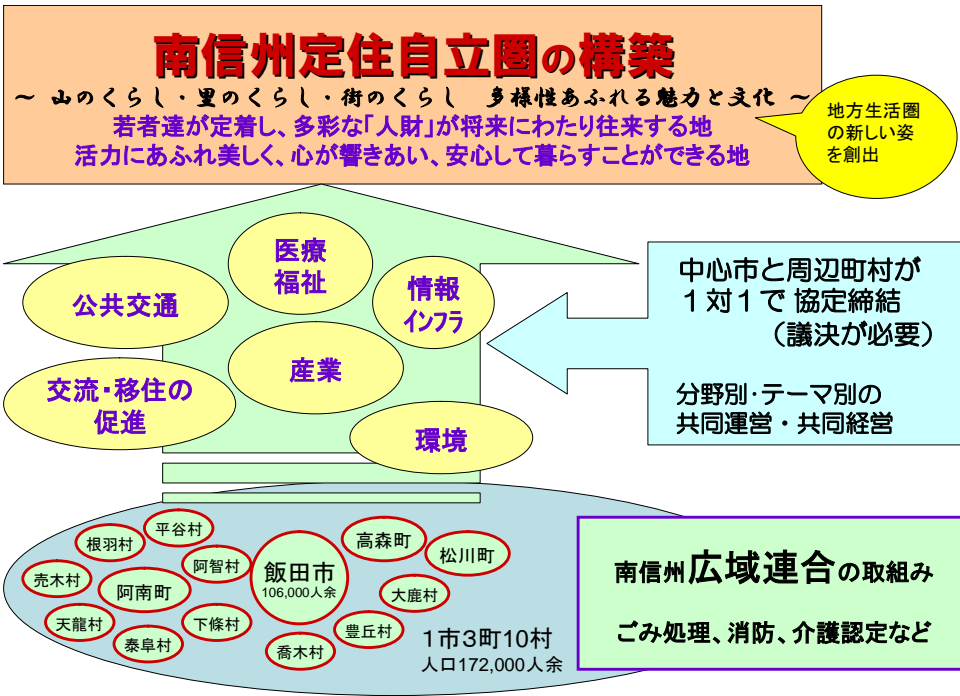 南信州定住自立圏の構築
～ 山のくらし・里のくらし・街のくらし　多様性あふれる魅力と文化 ～
若者達が定着し、多彩な「人財」が将来にわたり往来する地
活力にあふれ美しく、心が響きあい、安心して暮らすことができる地
地方生活圏
の新しい姿
を創出
医療
福祉
公共交通
情報
インフラ
産業
交流・移住の
促進
環境
中心市と周辺町村が
１対１で 協定締結
（議決が必要）
分野別・テーマ別の
共同運営・共同経営
平谷村
根羽村
阿智村
売木村
阿南町
天龍村
下條村
泰阜村
飯田市
106,000人余
高森町
松川町
大鹿村
豊丘村
喬木村
1市3町10村
人口172,000人余
南信州広域連合の取組み
ごみ処理、消防、介護認定など